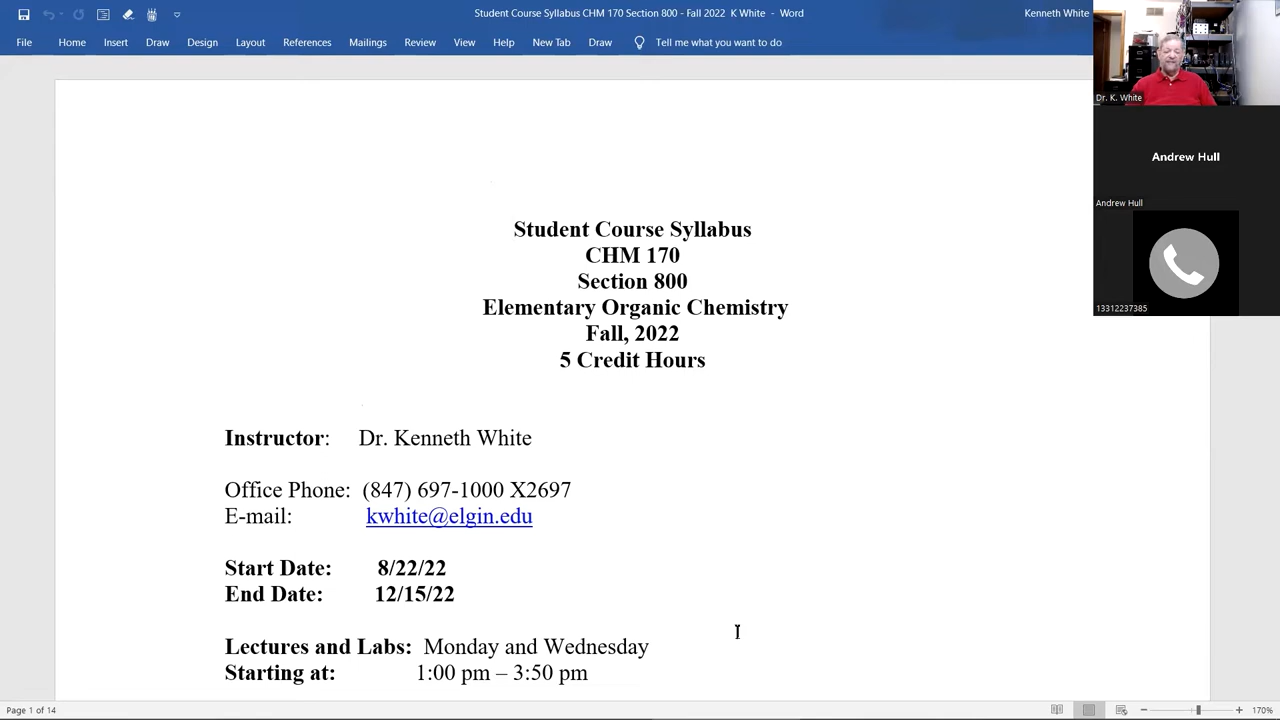 Student Course Syllabus CHM 170 Section 800 - Fall 2022 K White - Word
Kenneth White
File Home Insert Draw Design Layout References Mailings Review View Help New Tab Draw Tell me what you want to do
Dr. K. White
Andrew Hull
Andrew Hull
13312237385
Student Course Syllabus
CHM 170
Section 800
Elementary Organic Chemistry
Fall, 2022
5 Credit Hours
Instructor: Dr. Kenneth White
Office Phone: (847) 697-1000 X2697
E-mail: kwhite@elgin.edu
Start Date: 8/22/22
End Date: 12/15/22
Lectures and Labs: Monday and Wednesday
Starting at: 1:00 pm – 3:50 pm
Page 1 of 14
170%